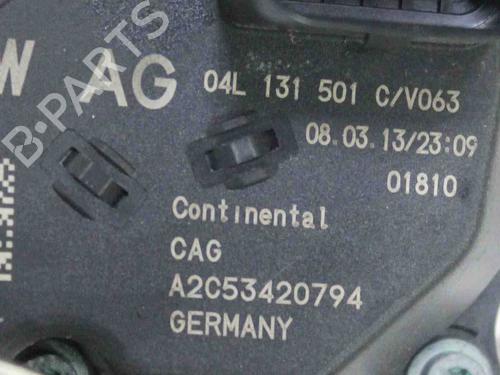 W AG
04L 131 501 C/V063
08.03.13/23:09
01810
Continental
CAG
A2C53420794
GERMANY
B-PARTS